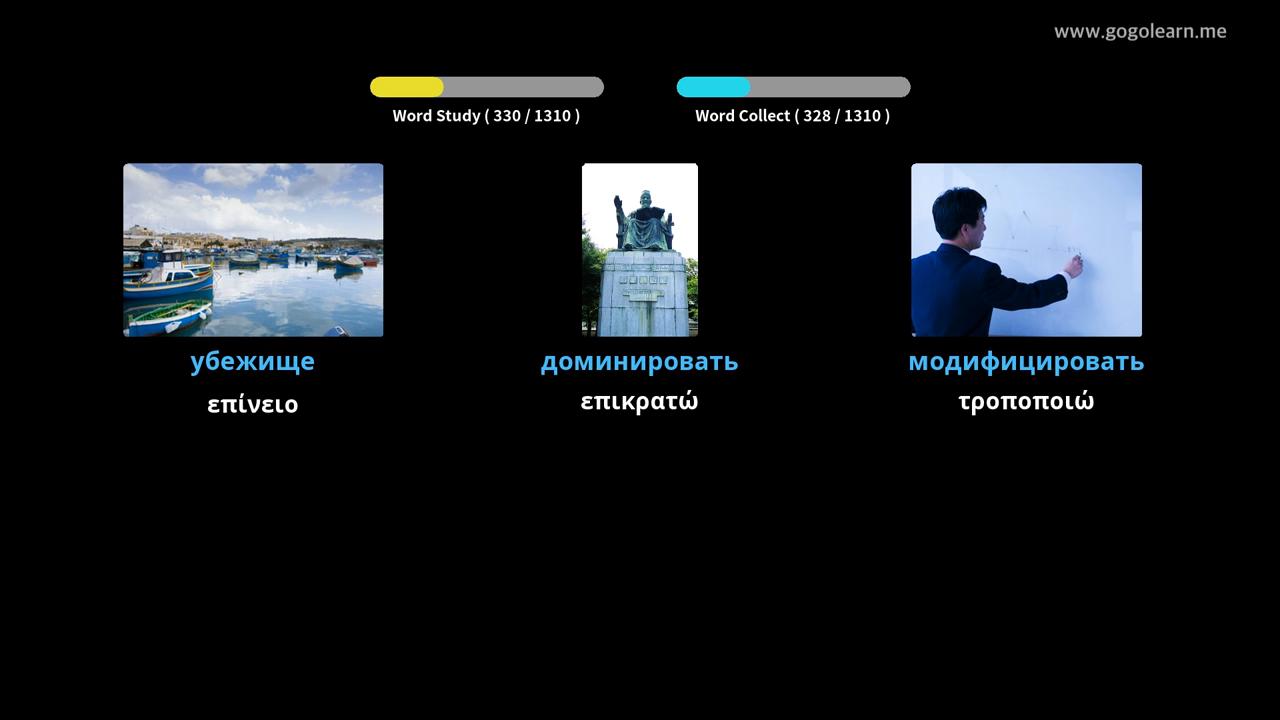 www.gogolearn.me
Word Study ( 330 / 1310 )
Word Collect ( 328 / 1310 )
убежище
επίνειο
доминировать
επικρατώ
модифицировать
τροποποιώ